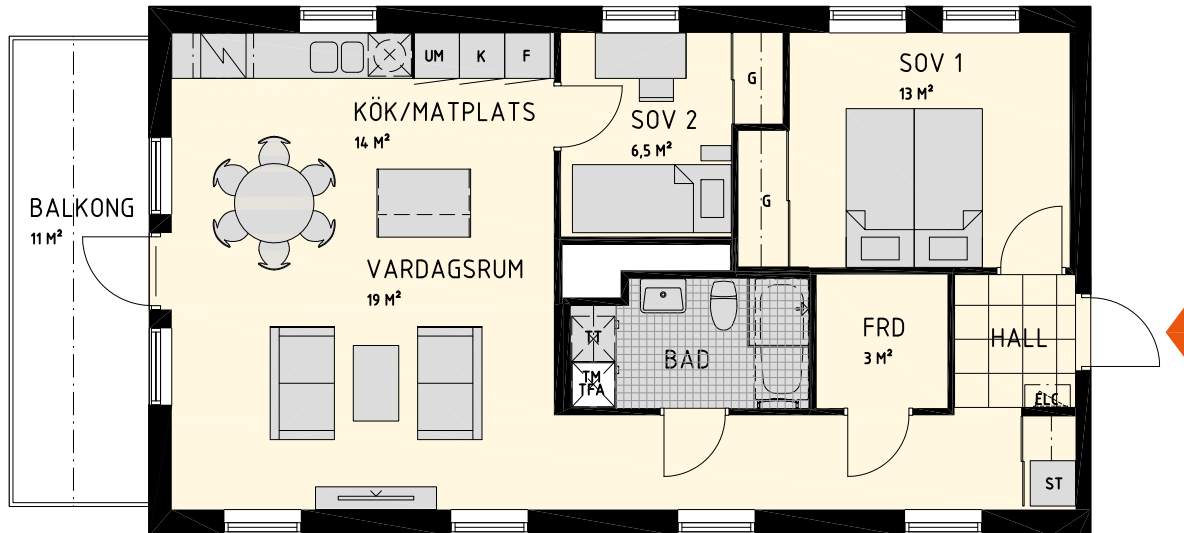 UM
K
F
KÖK/MATPLATS
14 M²
SOV 2
6,5 M²
G
G
SOV 1
13 M²
BALKONG
11 M²
VARDAGSRUM
19 M²
TT
TM
TFA
BAD
FRD
3 M²
HALL
ELC
ST